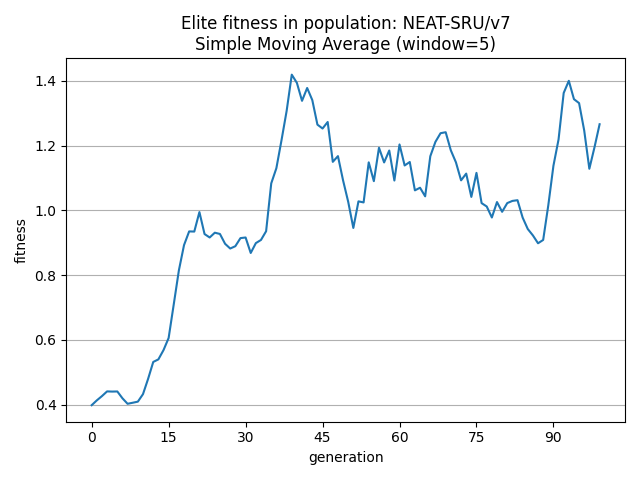 Elite fitness in population: NEAT-SRU/v7
Simple Moving Average (window=5)
1.4
1.2
1.0
0.8
0.6
0.4
fitness
0 15 30 45 60 75 90
generation